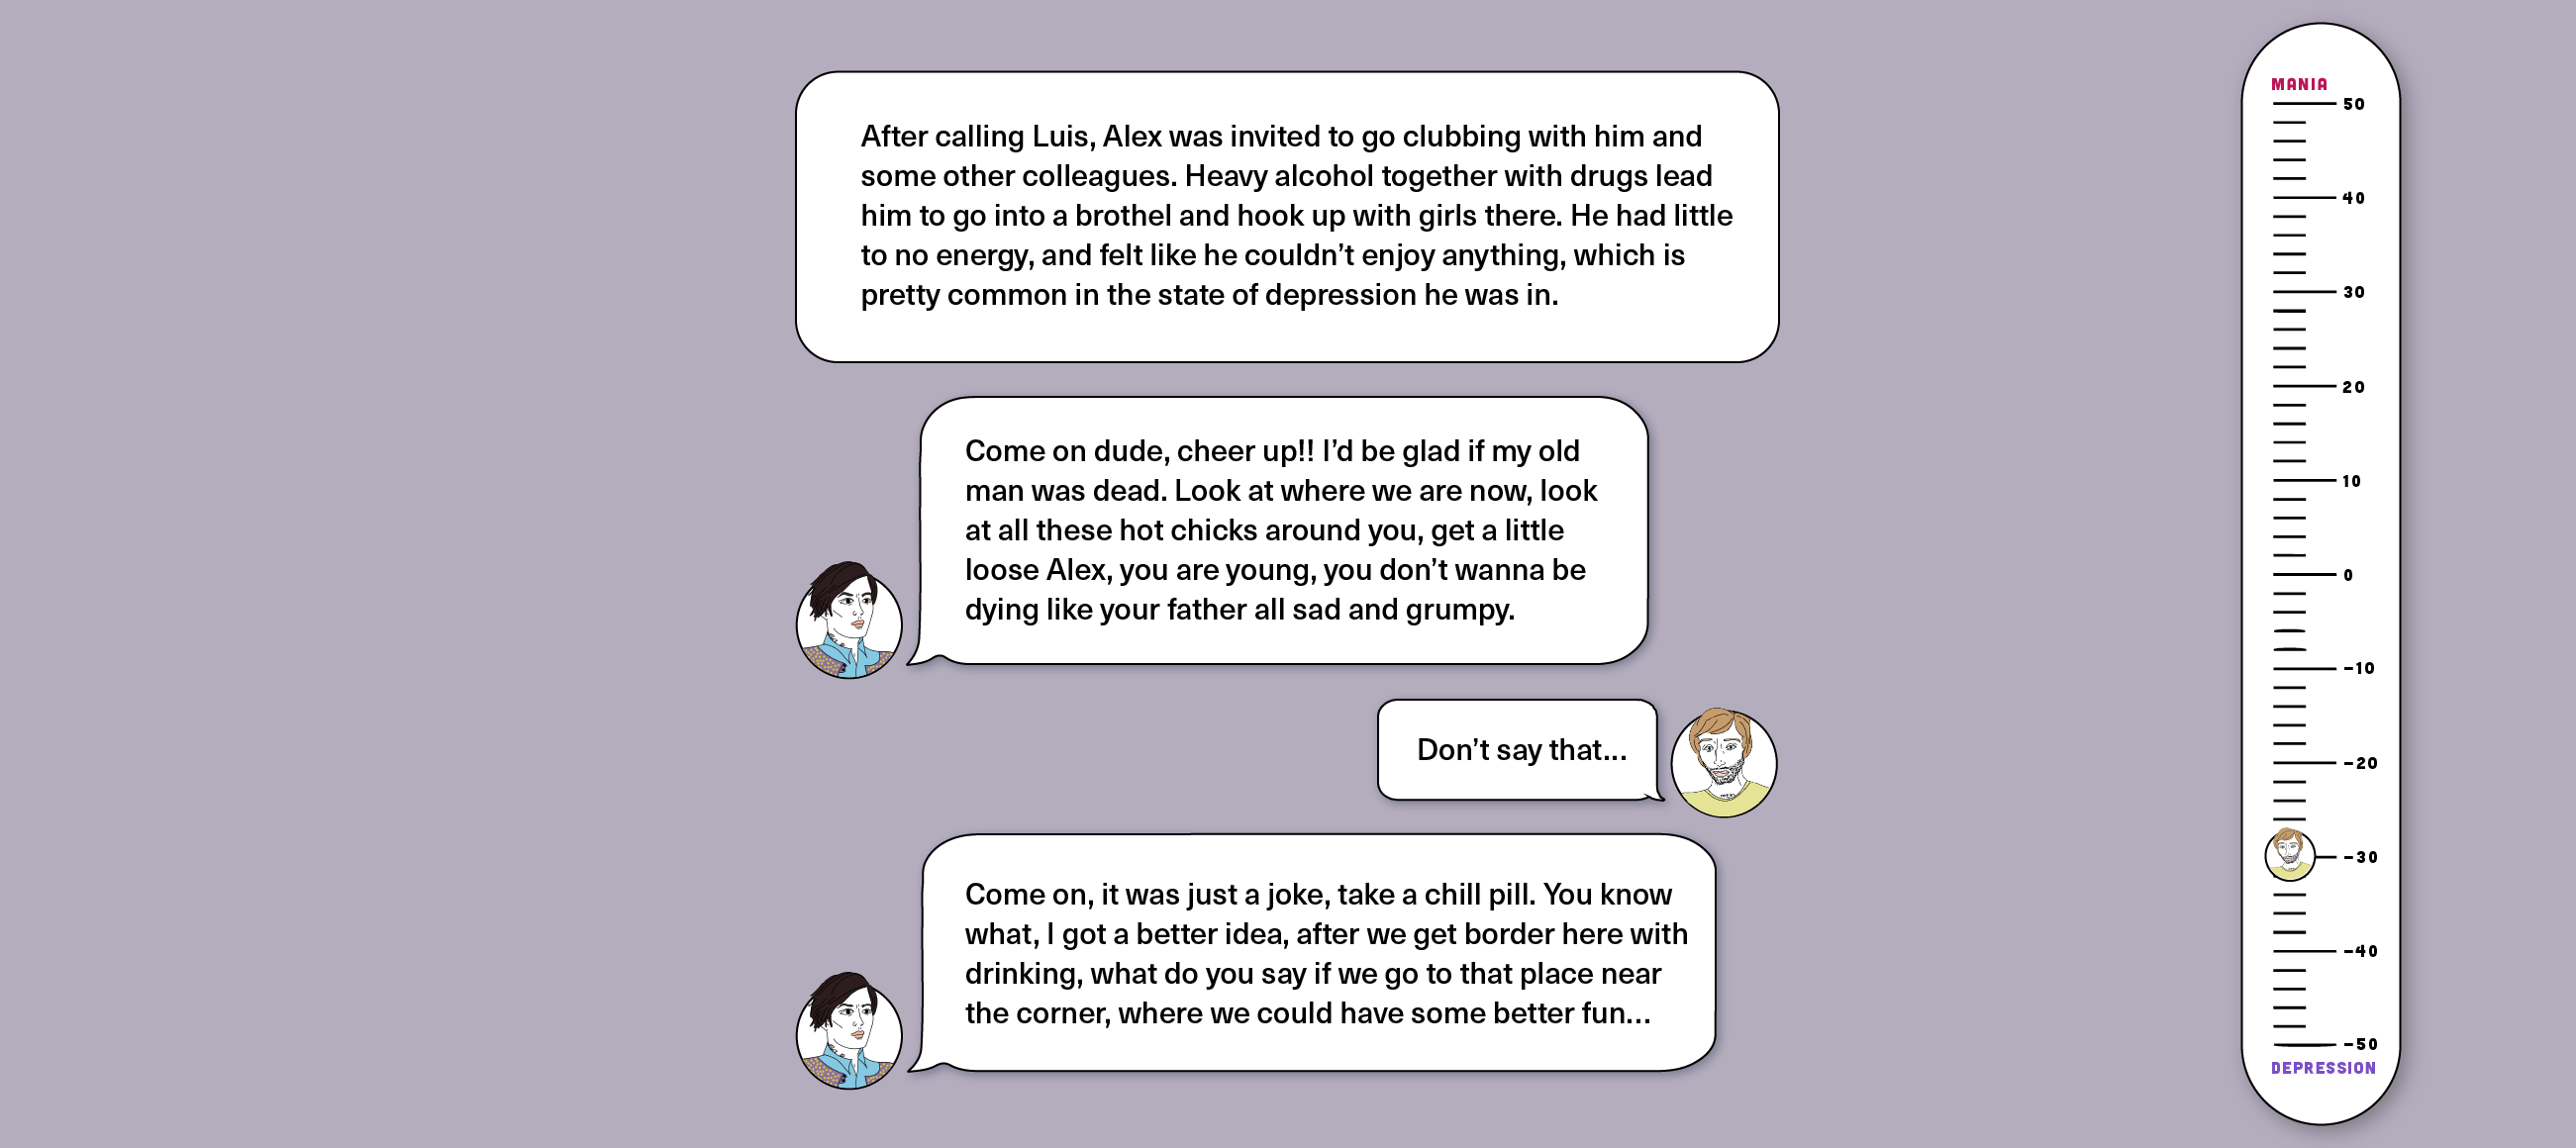 After calling Luis, Alex was invited to go clubbing with him and
some other colleagues. Heavy alcohol together with drugs lead
him to go into a brothel and hook up with girls there. He had little
to no energy, and felt like he couldn’t enjoy anything, which is
pretty common in the state of depression he was in.
Come on dude, cheer up!! I’d be glad if my old
man was dead. Look at where we are now, look
at all these hot chicks around you, get a little
loose Alex, you are young, you don’t wanna be
dying like your father all sad and grumpy.
Don’t say that...
Come on, it was just a joke, take a chill pill. You know
what, I got a better idea, after we get border here with
drinking, what do you say if we go to that place near
the corner, where we could have some better fun...
MANIA
50
40
30
20
10
0
-10
-20
-30
-40
-50
DEPRESSION